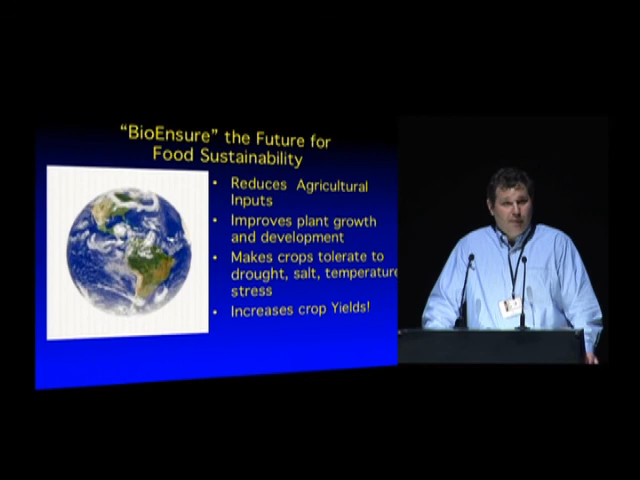 “BioEnsure” the Future for
Food Sustainability
• Reduces Agricultural
Inputs
• Improves plant growth
and development
• Makes crops tolerate to
drought, salt, temperature
stress
• Increases crop Yields!